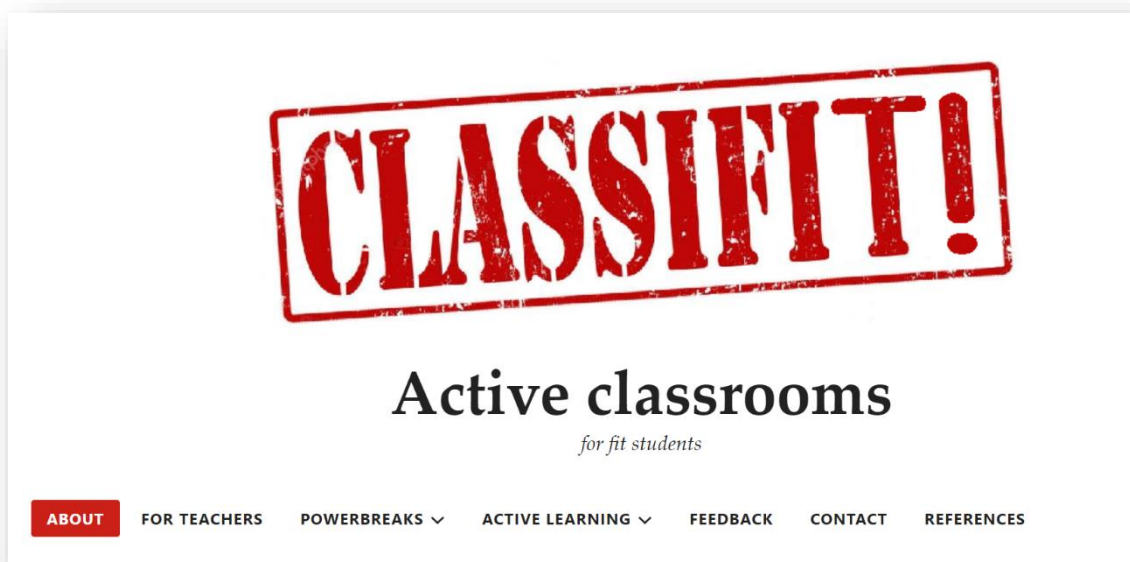 CLASSIFIT!
Active classrooms
for fit students
ABOUT FOR TEACHERS POWERBREAKS ACTIVE LEARNING FEEDBACK CONTACT REFERENCES